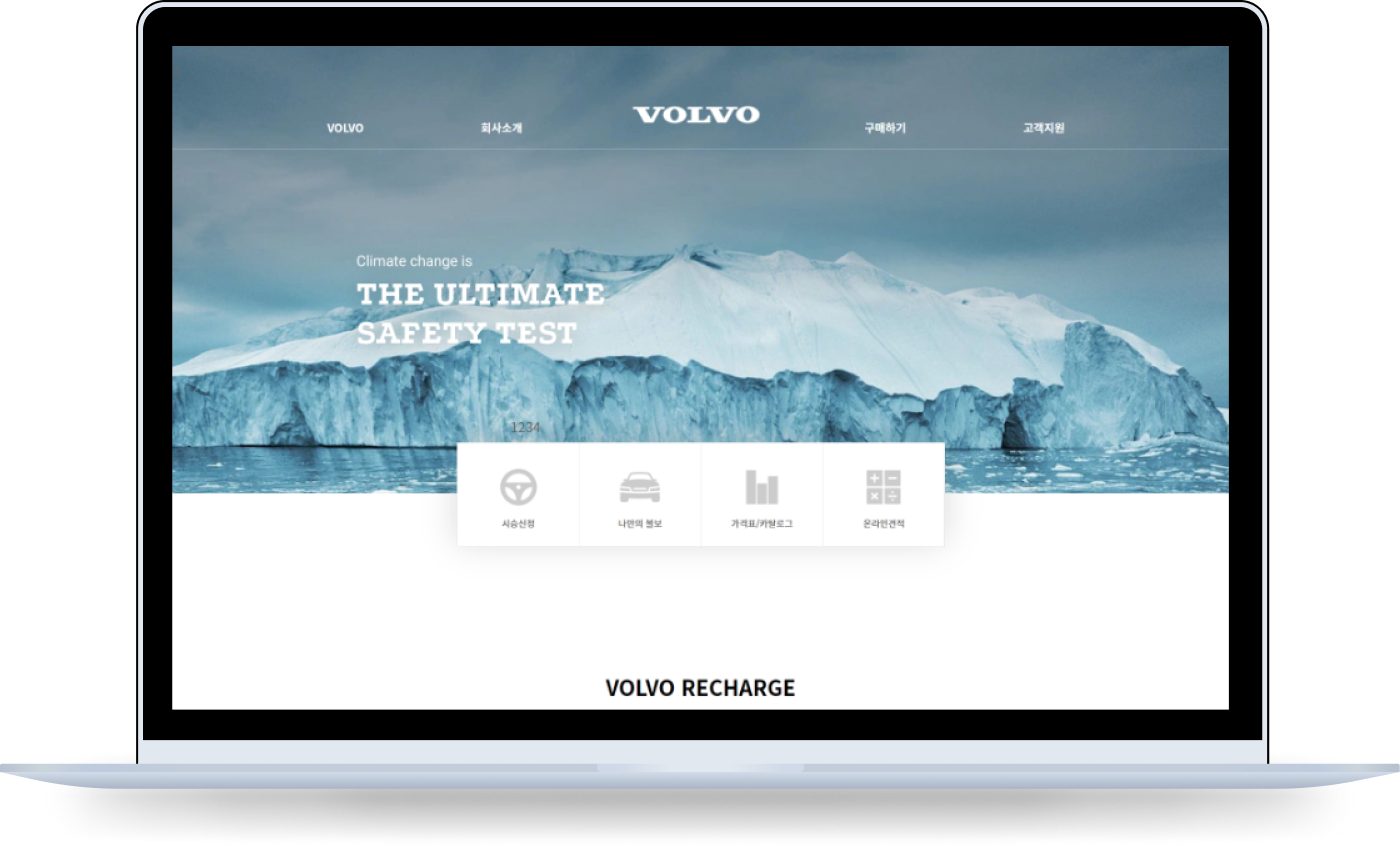 VOLVO
회사소개
VOLVO
구매하기
고객지원
Climate change is
THE ULTIMATE
SAFETY TEST
1234
시승신청
나만의 볼보
가격표/카탈로그
온라인견적
VOLVO RECHARGE